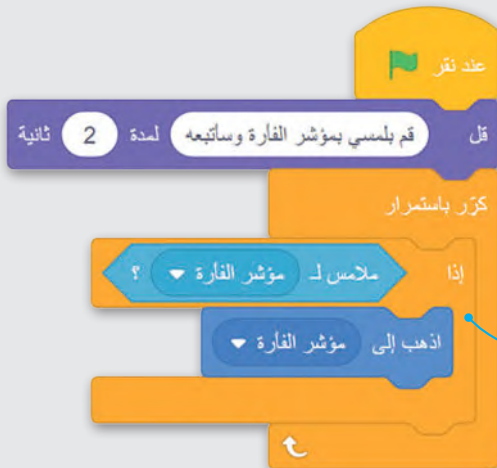 عند نقر
قل قم بلمسي بمؤشر الفأرة وسأتبعه لمدة 2 ثانية
كرّر باستمرار
إذا ملامس لـ مؤشر الفأرة ؟
اذهب إلى مؤشر الفأرة